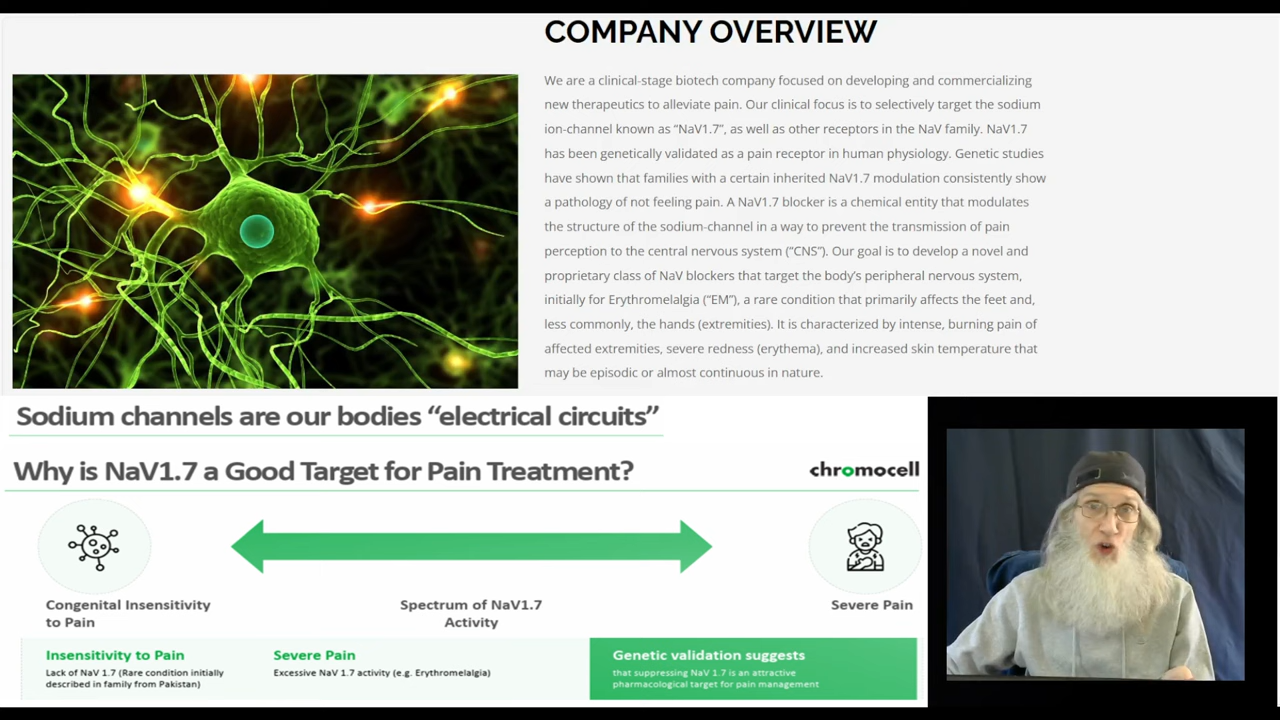 COMPANY OVERVIEW
We are a clinical-stage biotech company focused on developing and commercializing
new therapeutics to alleviate pain. Our clinical focus is to selectively target the sodium
ion-channel known as “NaV1.7”, as well as other receptors in the NaV family. NaV1.7
has been genetically validated as a pain receptor in human physiology. Genetic studies
have shown that families with a certain inherited NaV1.7 modulation consistently show
a pathology of not feeling pain. A NaV1.7 blocker is a chemical entity that modulates
the structure of the sodium-channel in a way to prevent the transmission of pain
perception to the central nervous system (“CNS”). Our goal is to develop a novel and
proprietary class of NaV blockers that target the body’s peripheral nervous system,
initially for Erythromelalgia (“EM”), a rare condition that primarily affects the feet and,
less commonly, the hands (extremities). It is characterized by intense, burning pain of
affected extremities, severe redness (erythema), and increased skin temperature that
may be episodic or almost continuous in nature.
Sodium channels are our bodies “electrical circuits”
Why is NaV1.7 a Good Target for Pain Treatment?
chromocell
Congenital Insensitivity
to Pain
Spectrum of NaV1.7
Activity
Severe Pain
Insensitivity to Pain
Lack of NaV 1.7 (Rare condition initially
described in family from Pakistan)
Severe Pain
Excessive NaV 1.7 activity (e.g. Erythromelalgia)
Genetic validation suggests
that suppressing NaV 1.7 is an attractive
pharmacological target for pain management